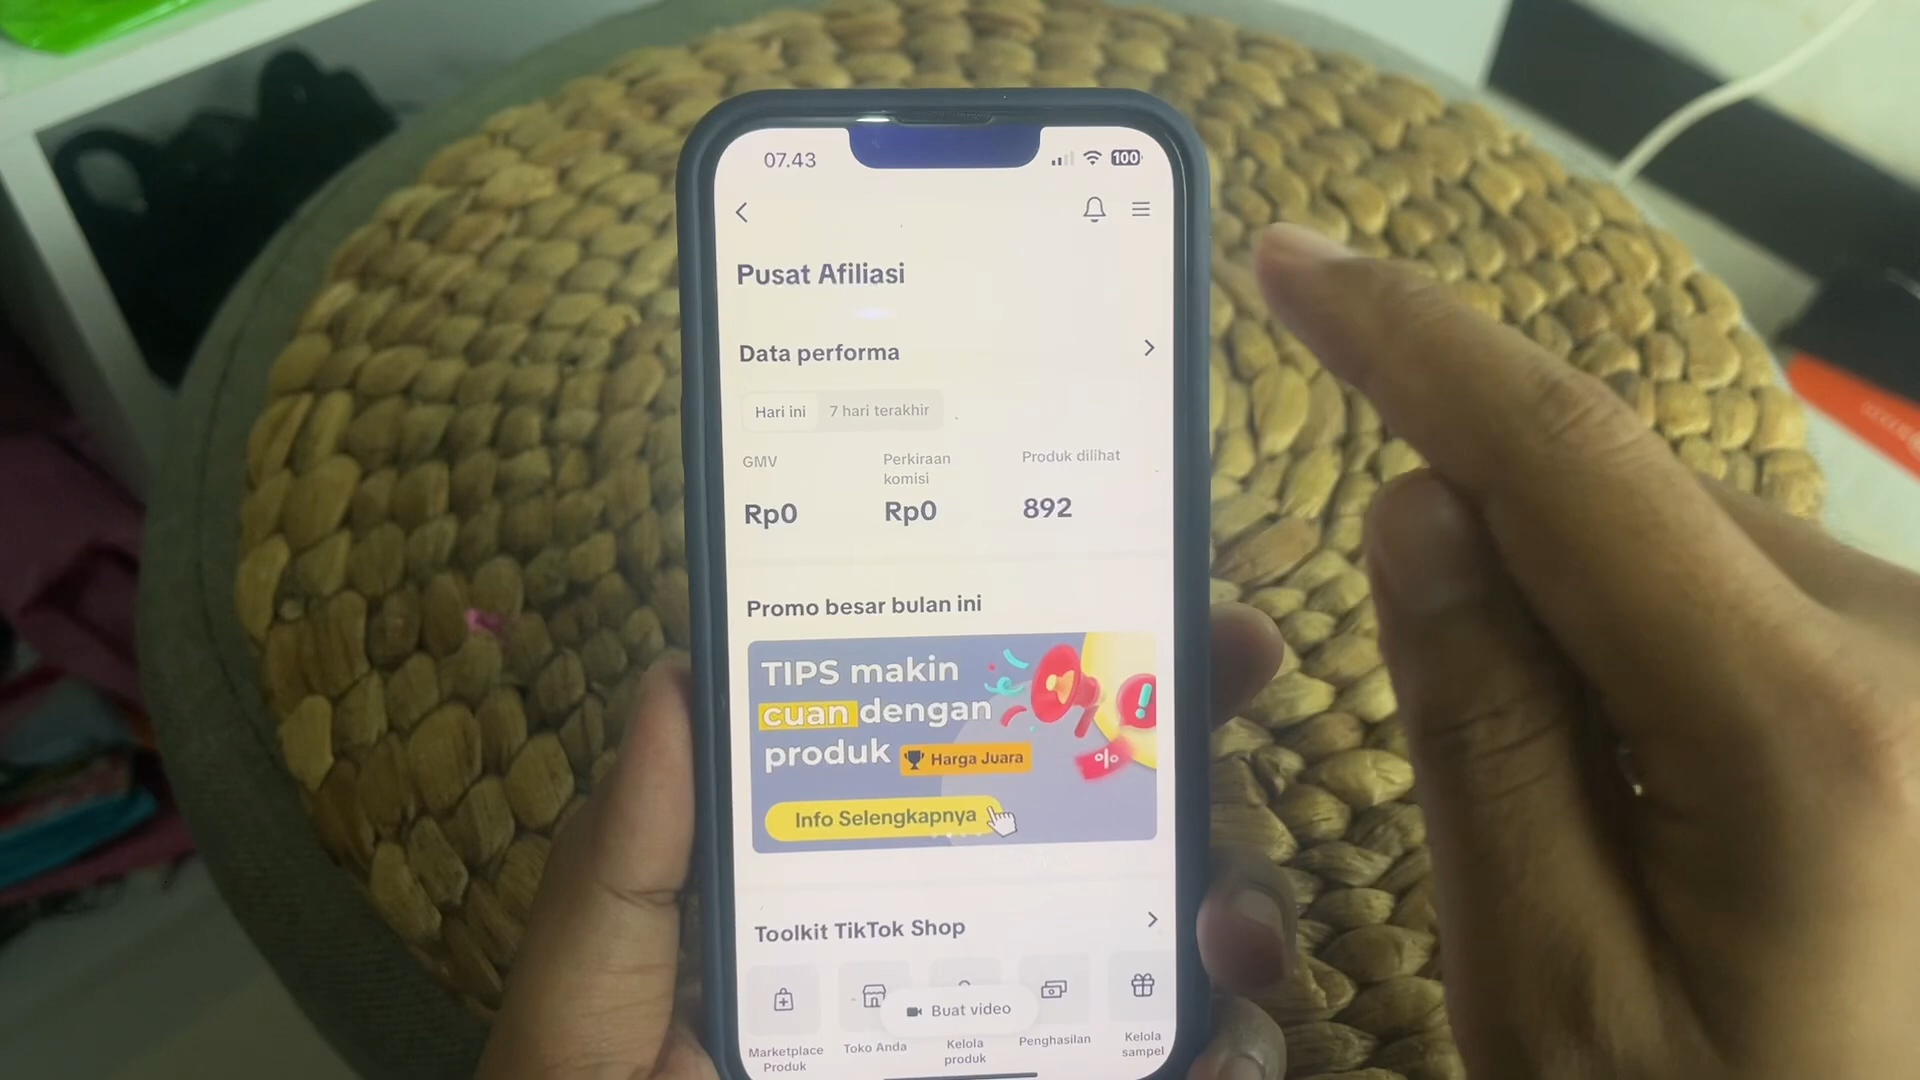 07.43
100
Pusat Afiliasi
Data performa
Hari ini
7 hari terakhir
GMV
Perkiraan
komisi
Produk dilihat
Rp0
Rp0
892
Promo besar bulan ini
TIPS makin
cuan dengan
produk
Harga Juara
%
!
Info Selengkapnya
Toolkit TikTok Shop
Buat video
Marketplace
Produk
Toko Anda
Kelola
produk
Penghasilan
Kelola
sampel